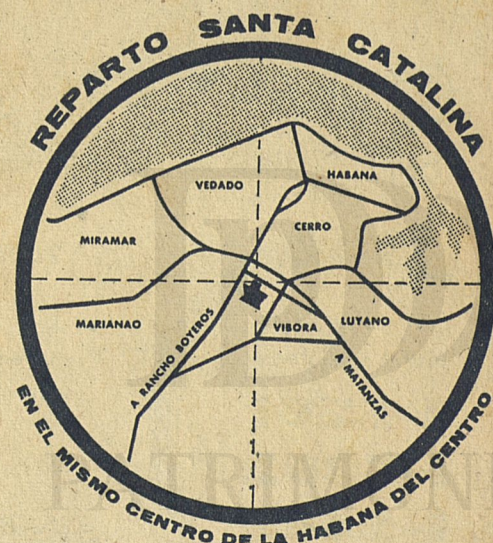 REPARTO SANTA CATALINA
HABANA
VEDADO
CERRO
MIRAMAR
MARIANAO
VIBORA
LUYANO
A RANCHO BOYEROS
A MATANZAS
EN EL MISMO CENTRO DE LA HABANA DEL CENTRO
PATRIMONI